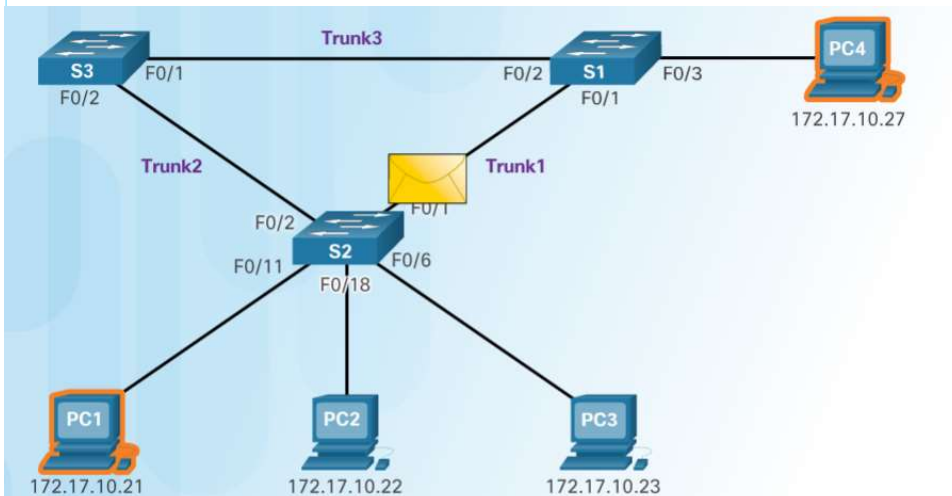 Trunk3
S3
F0/1
F0/2
S1
F0/3
PC4
F0/2
F0/1
172.17.10.27
Trunk2
Trunk1
F0/1
F0/2
S2
F0/11
F0/6
F0/18
PC1
PC2
PC3
172.17.10.21
172.17.10.22
172.17.10.23